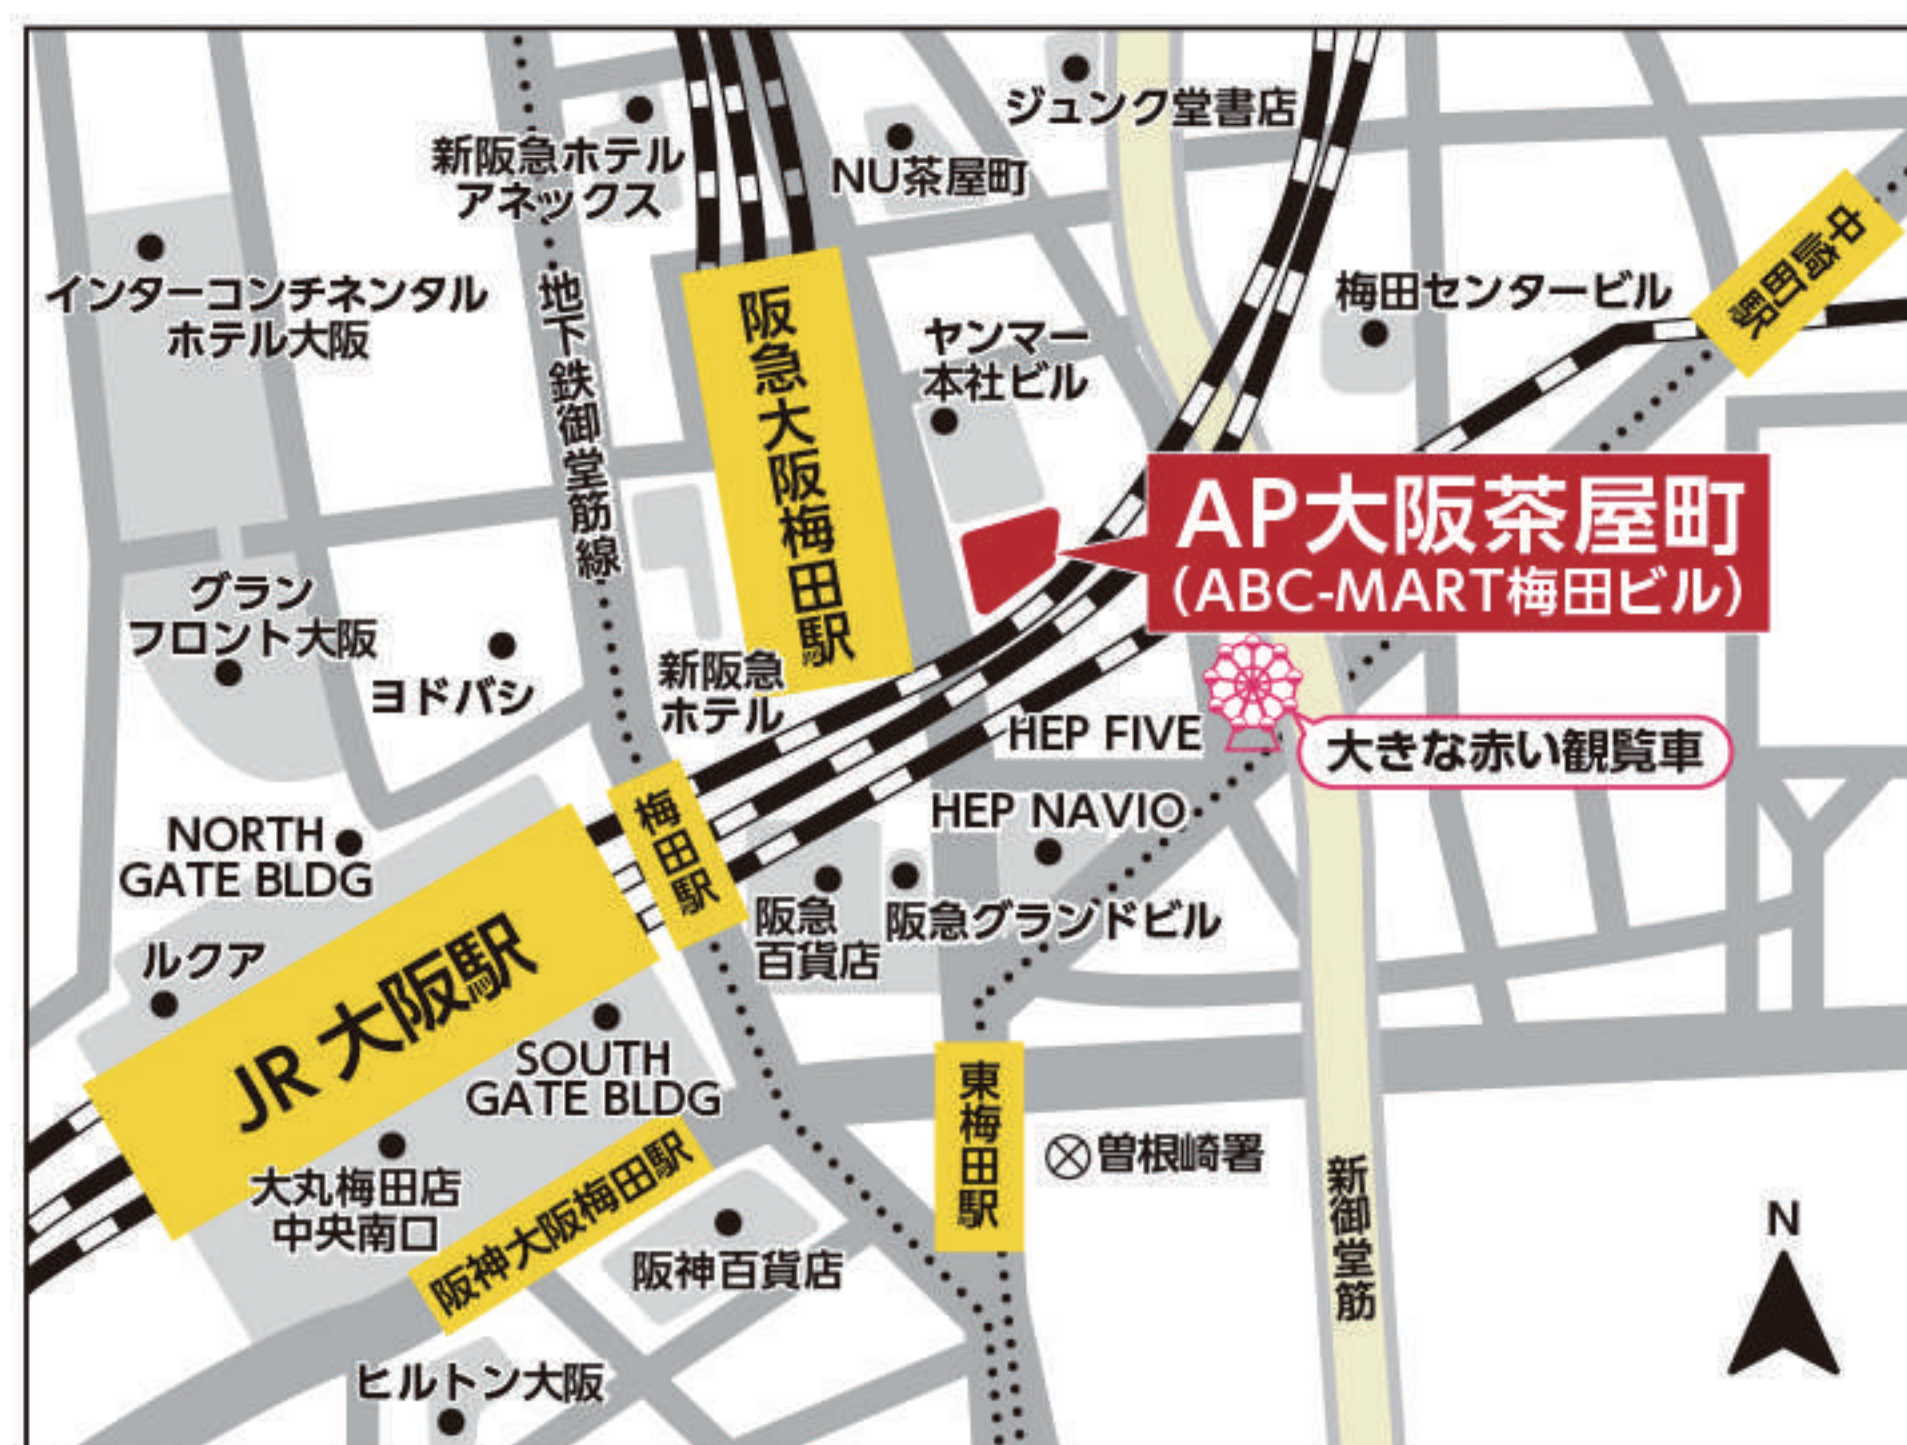 ジュンク堂書店
新阪急ホテル
アネックス
NU茶屋町
中崎町駅
インターコンチネンタル
ホテル大阪
地下鉄御堂筋線
阪急大阪梅田駅
ヤンマー
本社ビル
梅田センタービル
AP大阪茶屋町
(ABC-MART梅田ビル)
グラン
フロント大阪
ヨドバシ
新阪急
ホテル
HEP FIVE
大きな赤い観覧車
梅田駅
HEP NAVIO
NORTH
GATE BLDG
阪急
百貨店
阪急グランドビル
ルクア
JR 大阪駅
SOUTH
GATE BLDG
東梅田駅
曽根崎署
大丸梅田店
中央南口
阪神大阪梅田駅
阪神百貨店
新御堂筋
N
ヒルトン大阪